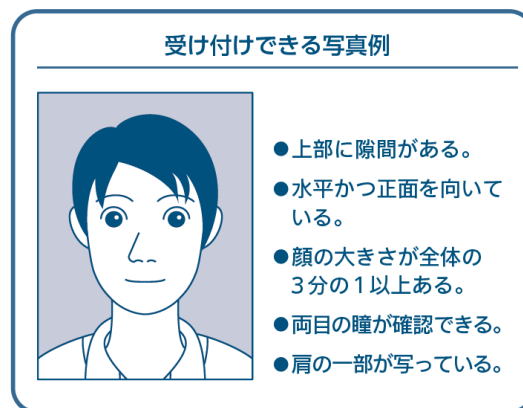 受け付けできる写真例
●上部に隙間がある。
●水平かつ正面を向いて
いる。
●顔の大きさが全体の
３分の１以上ある。
●両目の瞳が確認できる。
●肩の一部が写っている。